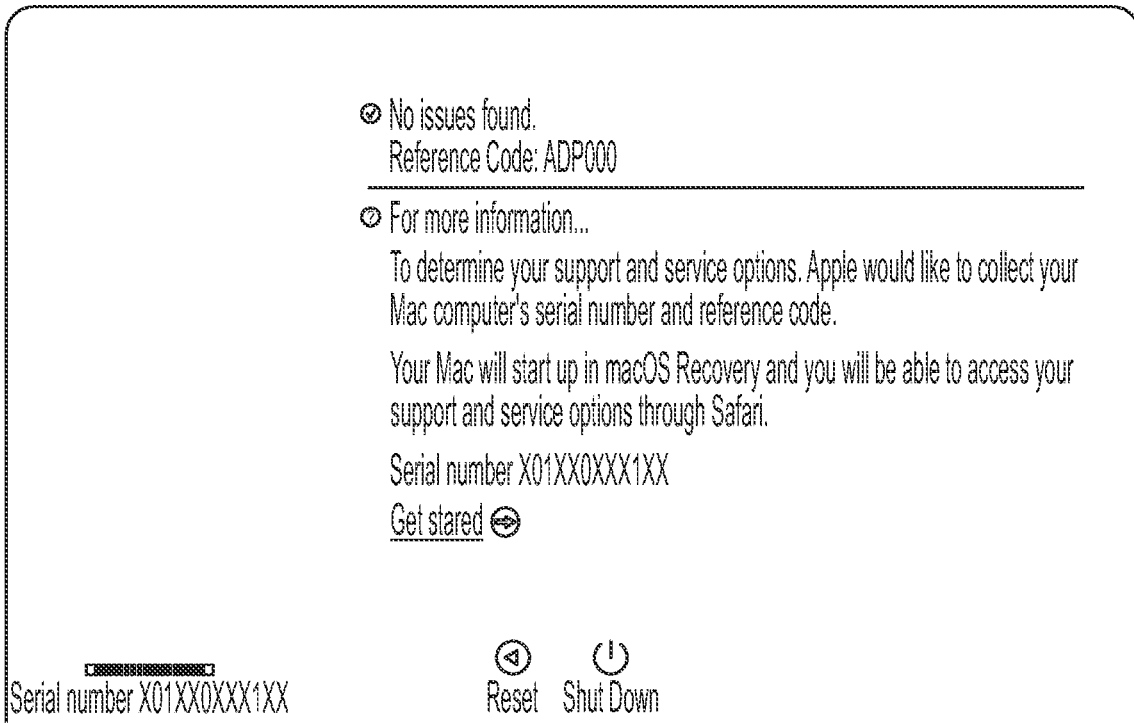 No issues found.
Reference Code: ADP000
For more information...
To determine your support and service options. Apple would like to collect your
Mac computer's serial number and reference code.
Your Mac will start up in macOS Recovery and you will be able to access your
support and service options through Safari.
Serial number X01XX0XXX1XX
Get stared
Reset Shut Down
Serial number X01XX0XXX1XX